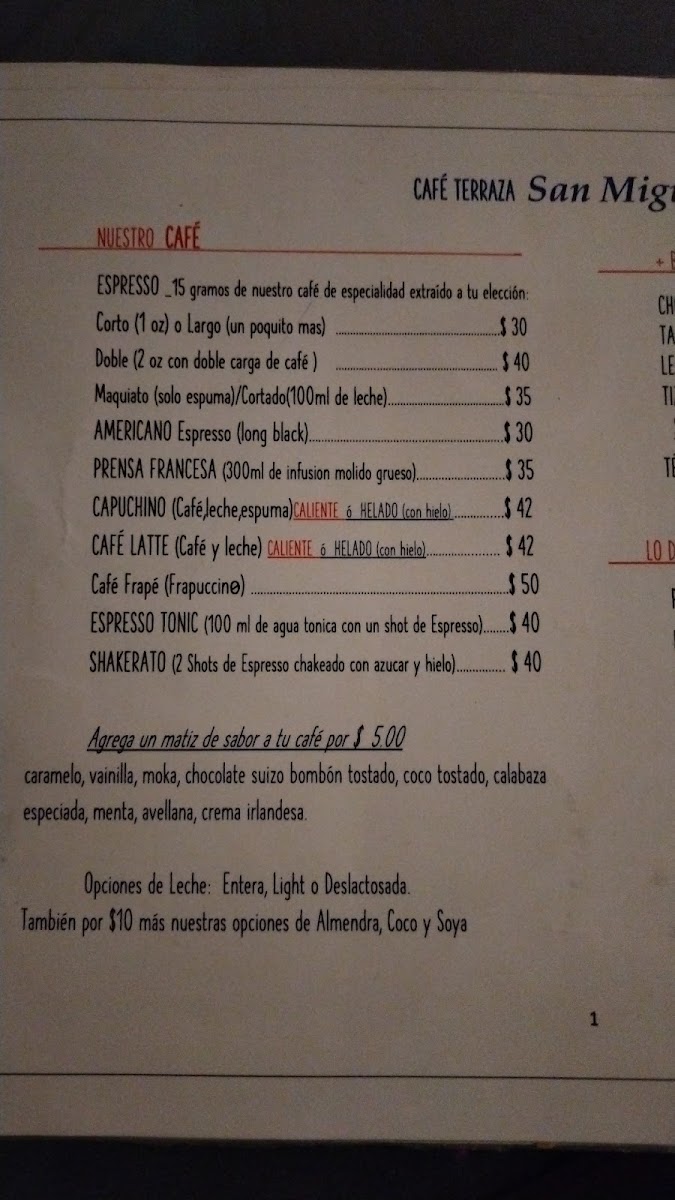 CAFÉ TERRAZA San
NUESTRO CAFÉ
ESPRESSO _15 gramos de nuestro café de especialidad extraído a tu elección:
Corto (1 oz) o Largo (un poquito mas) ..........$ 30
Doble (2 oz con doble carga de café ) ..........$ 40
Maquiato (solo espuma)/Cortado(100ml de leche)..........$ 35
AMERICANO Espresso (long black)..........$ 30
PRENSA FRANCESA (300ml de infusion molido grueso)..........$ 35
CAPUCHINO (Café,leche,espuma)CALIENTE ó HELADO (con hielo)..........$ 42
CAFÉ LATTE (Café y leche) CALIENTE ó HELADO (con hielo)..........$ 42
Café Frapé (Frapuccino) ..........$ 50
ESPRESSO TONIC (100 ml de agua tonica con un shot de Espresso).......$ 40
SHAKERATO (2 Shots de Espresso chakeado con azucar y hielo)..........$ 40
Agrega un matiz de sabor a tu café por $ 5.00
caramelo, vainilla, moka, chocolate suizo bombón tostado, coco tostado, calabaza
especiada, menta, avellana, crema irlandesa.
Opciones de Leche: Entera, Light o Deslactosada.
También por $10 más nuestras opciones de Almendra, Coco y Soya
1
LO